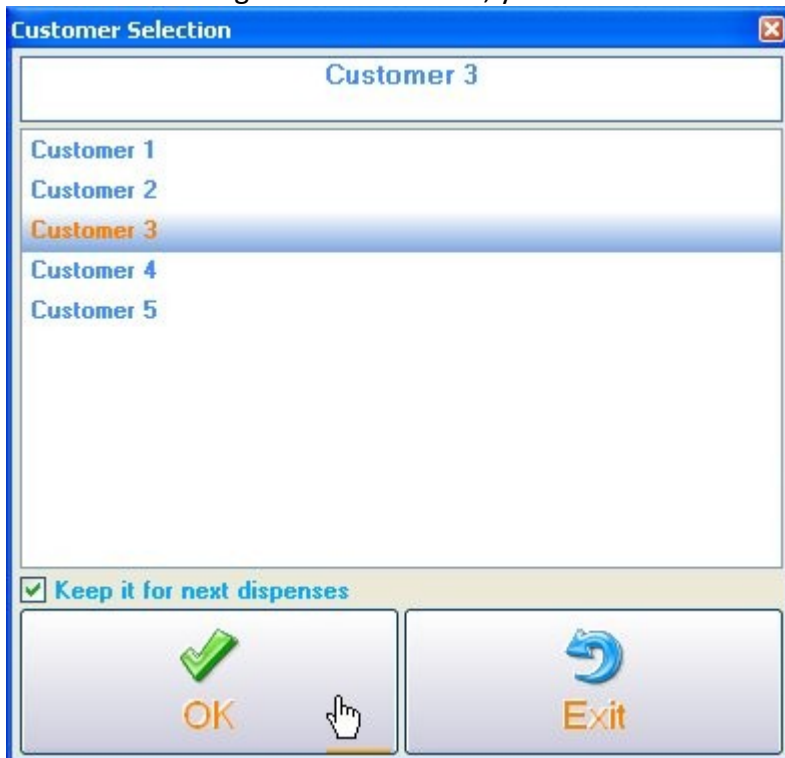 Customer Selection
Customer 3
Customer 1
Customer 2
Customer 3
Customer 4
Customer 5
Keep it for next dispenses
OK
Exit